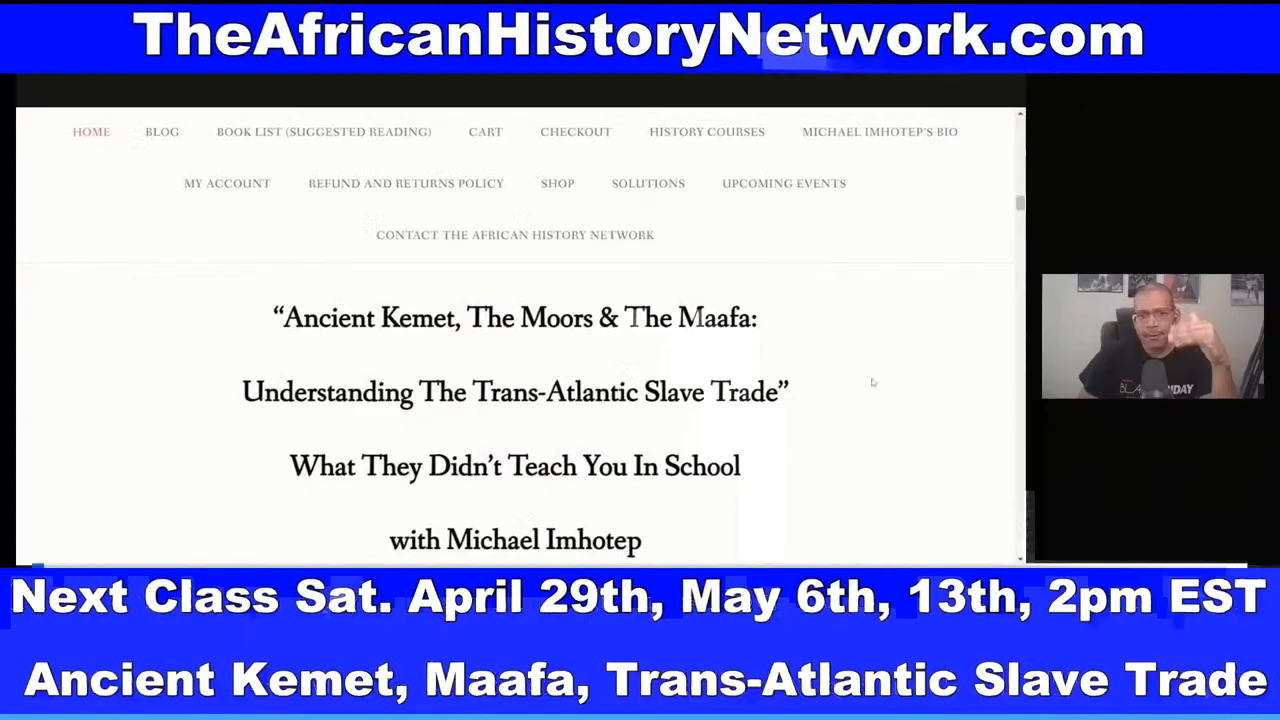 TheAfricanHistoryNetwork.com
HOME BLOG BOOK LIST (SUGGESTED READING) CART CHECKOUT HISTORY COURSES MICHAEL IMHOTEP'S BIO
MY ACCOUNT REFUND AND RETURNS POLICY SHOP SOLUTIONS UPCOMING EVENTS
CONTACT THE AFRICAN HISTORY NETWORK
“Ancient Kemet, The Moors & The Maafa:
Understanding The Trans-Atlantic Slave Trade”
What They Didn’t Teach You In School
with Michael Imhotep
Next Class Sat. April 29th, May 6th, 13th, 2pm EST
Ancient Kemet, Maafa, Trans-Atlantic Slave Trade